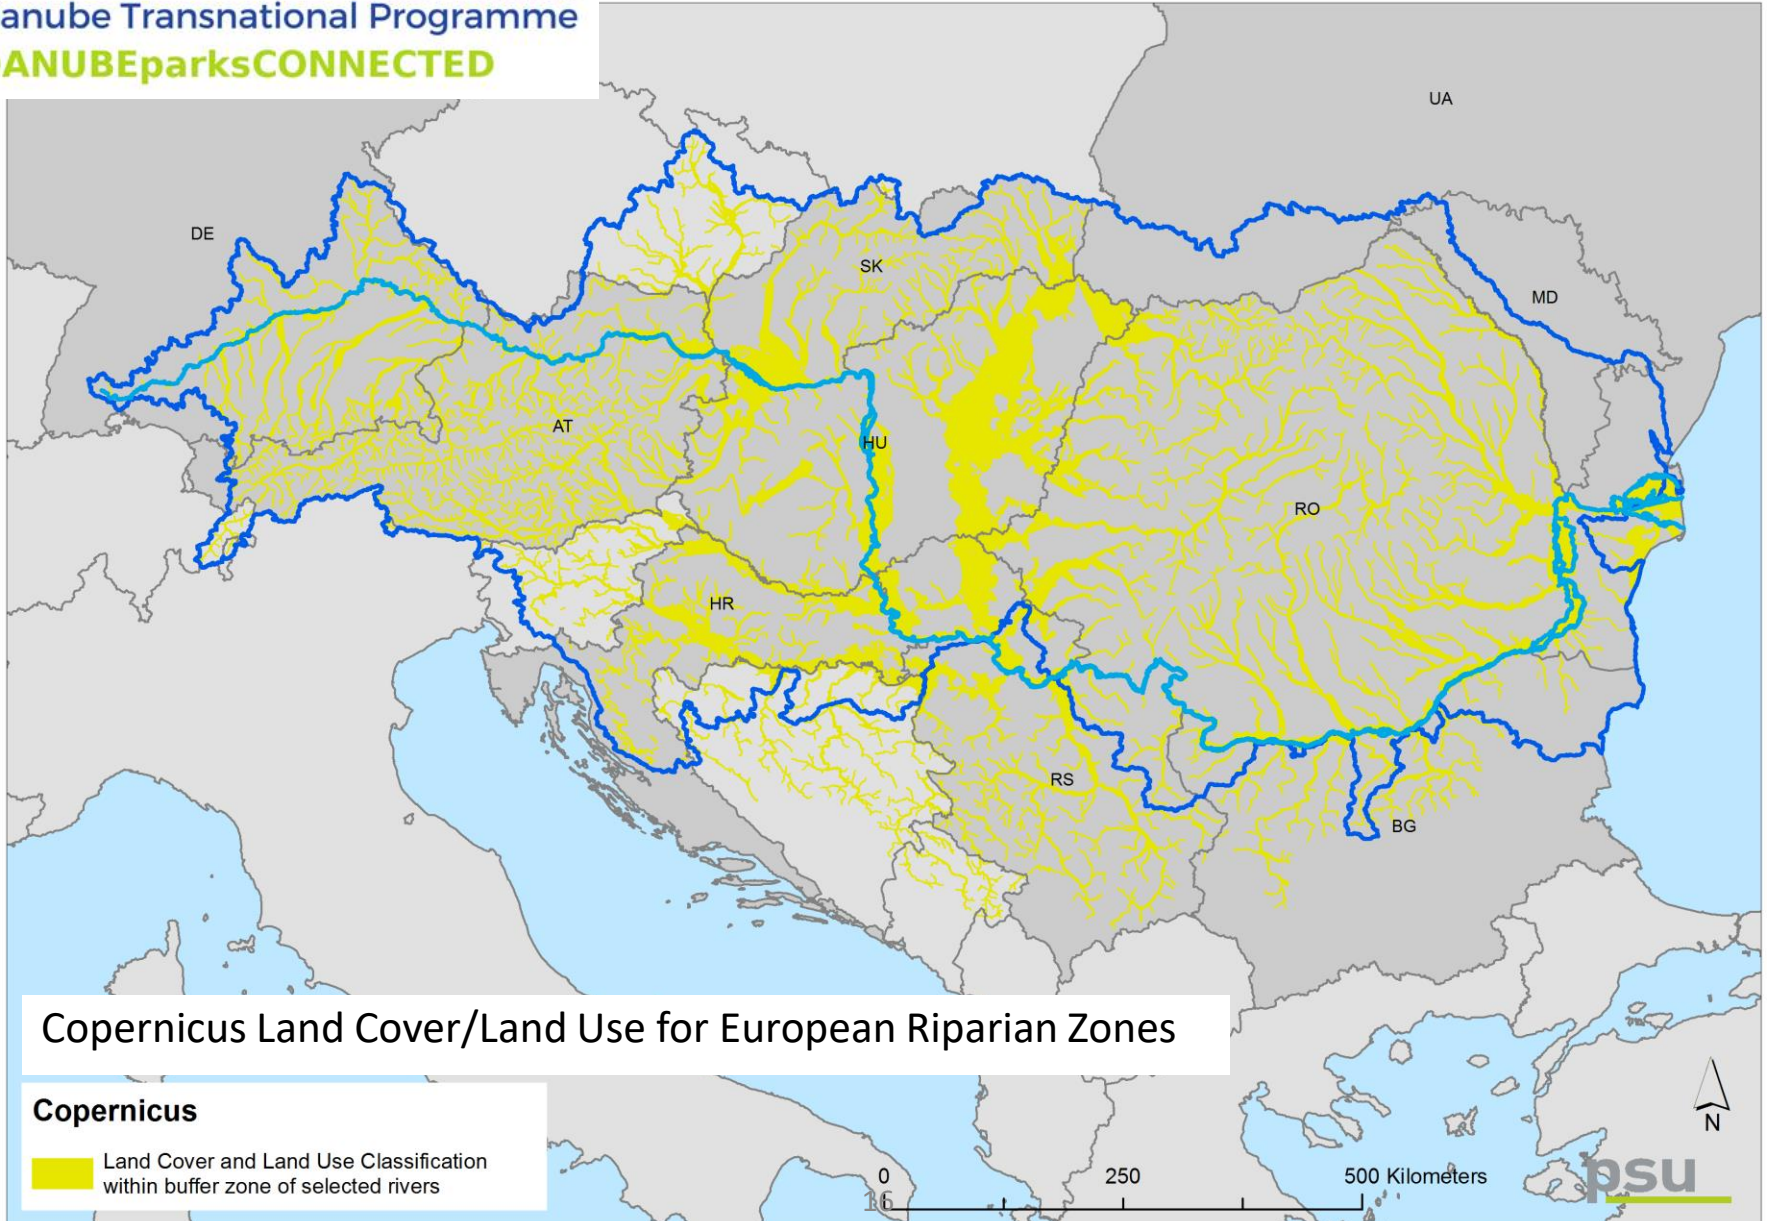 anube Transnational Programme
ANUBEparksCONNECTED
UA
DE
SK
MD
AT
HU
RO
HR
RS
BG
Copernicus Land Cover/Land Use for European Riparian Zones
Copernicus
Land Cover and Land Use Classification
within buffer zone of selected rivers
0 250 500 Kilometers
16
N
psu